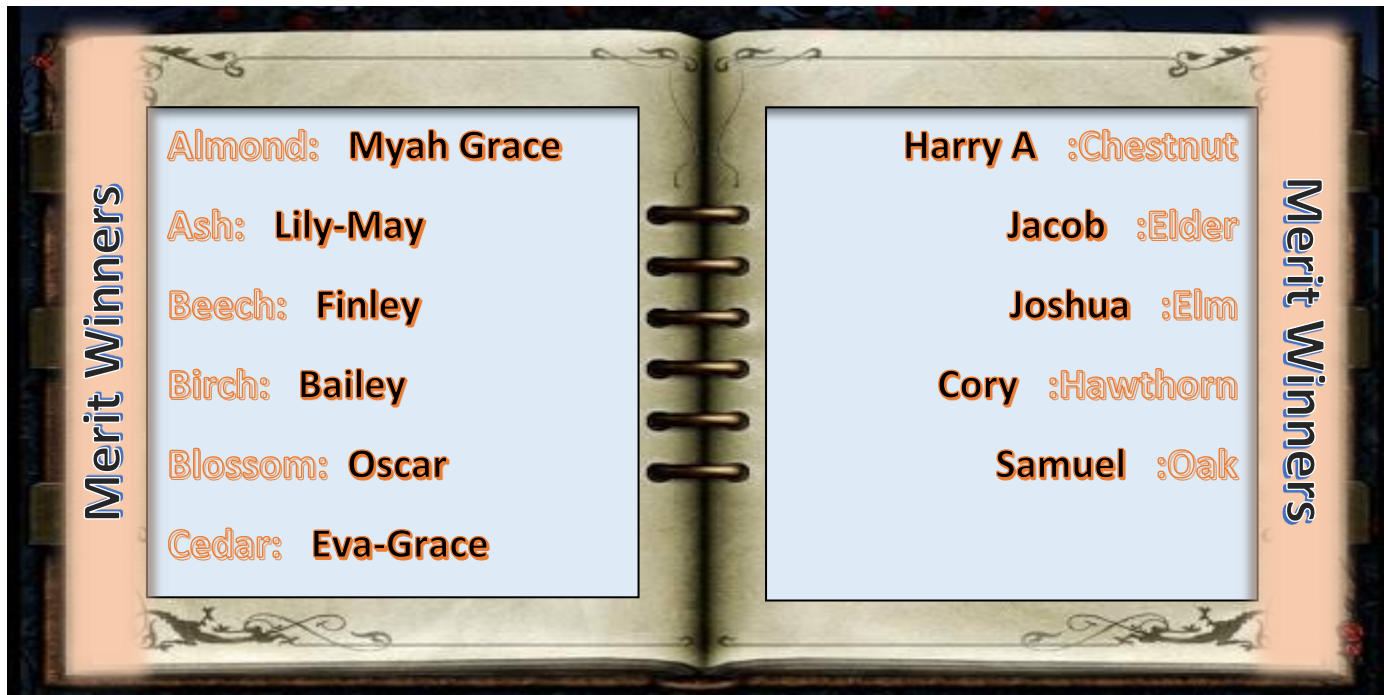 Merit Winners
Almond: Myah Grace
Ash: Lily-May
Beech: Finley
Birch: Bailey
Blossom: Oscar
Cedar: Eva-Grace
Harry A :Chestnut
Jacob :Elder
Joshua :Elm
Cory :Hawthorn
Samuel :Oak
Merit Winners